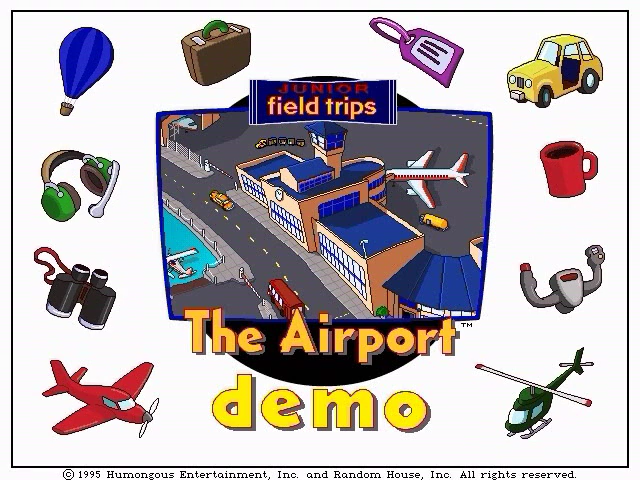 JUNIOR
field trips
The Airport™
demo
© 1995 Humongous Entertainment, Inc. and Random House, Inc. All rights reserved.